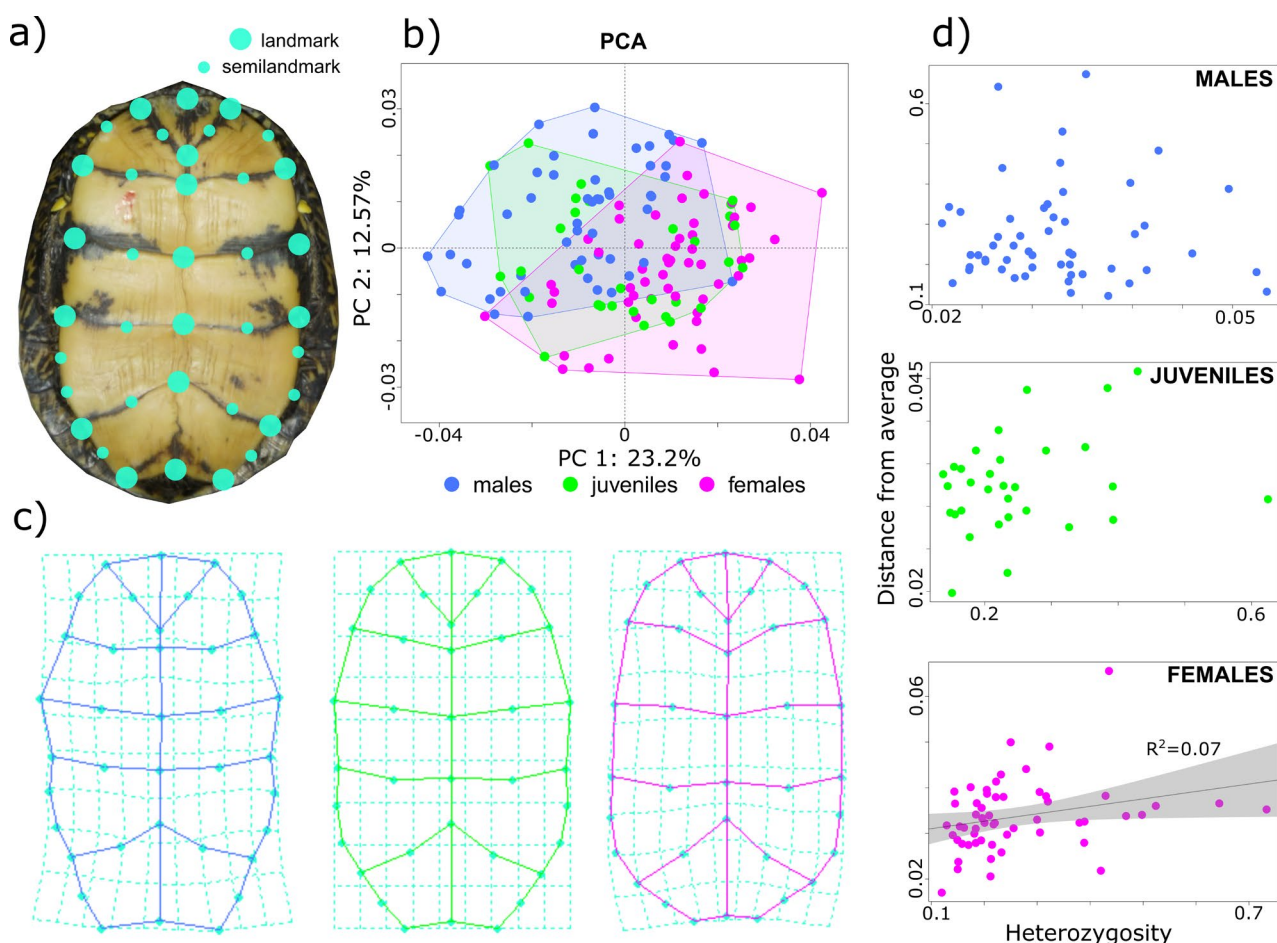 a)
landmark
semilandmark
b)
PCA
0.03
0
-0.03
PC 2: 12.57%
-0.04
0
0.04
PC 1: 23.2%
males
juveniles
females
c)
d)
MALES
0.6
0.1
0.02
0.05
JUVENILES
0.045
0.02
0.2
0.6
Distance from average
FEMALES
0.06
0.02
R²=0.07
0.1
0.7
Heterozygosity